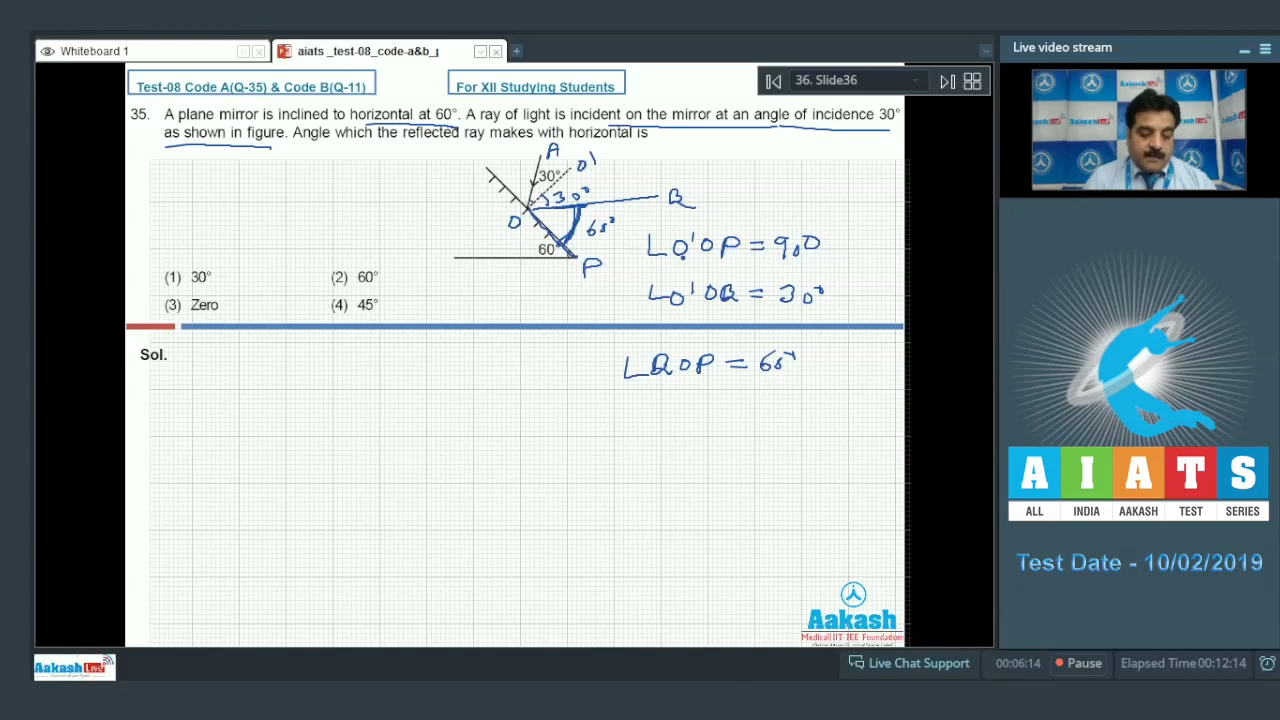 Whiteboard 1
aiats _test-08_code-a&b_
Live video stream
Test-08 Code A(Q-35) & Code B(Q-11)
For XII Studying Students
36. Slide36
35. A plane mirror is inclined to horizontal at 60°. A ray of light is incident on the mirror at an angle of incidence 30°
as shown in figure. Angle which the reflected ray makes with horizontal is
A
O'
30°
30°
B
O
60°
60°
P
∠O'OP = 90
∠O'OB = 30°
(1) 30°
(2) 60°
(3) Zero
(4) 45°
Sol.
∠BOP = 60°
A I A T S
ALL INDIA AAKASH TEST SERIES
Test Date - 10/02/2019
Aakash
Medical|IIT-JEE|Foundations
Aakash Live
Live Chat Support
00:06:14
Pause
Elapsed Time 00:12:14